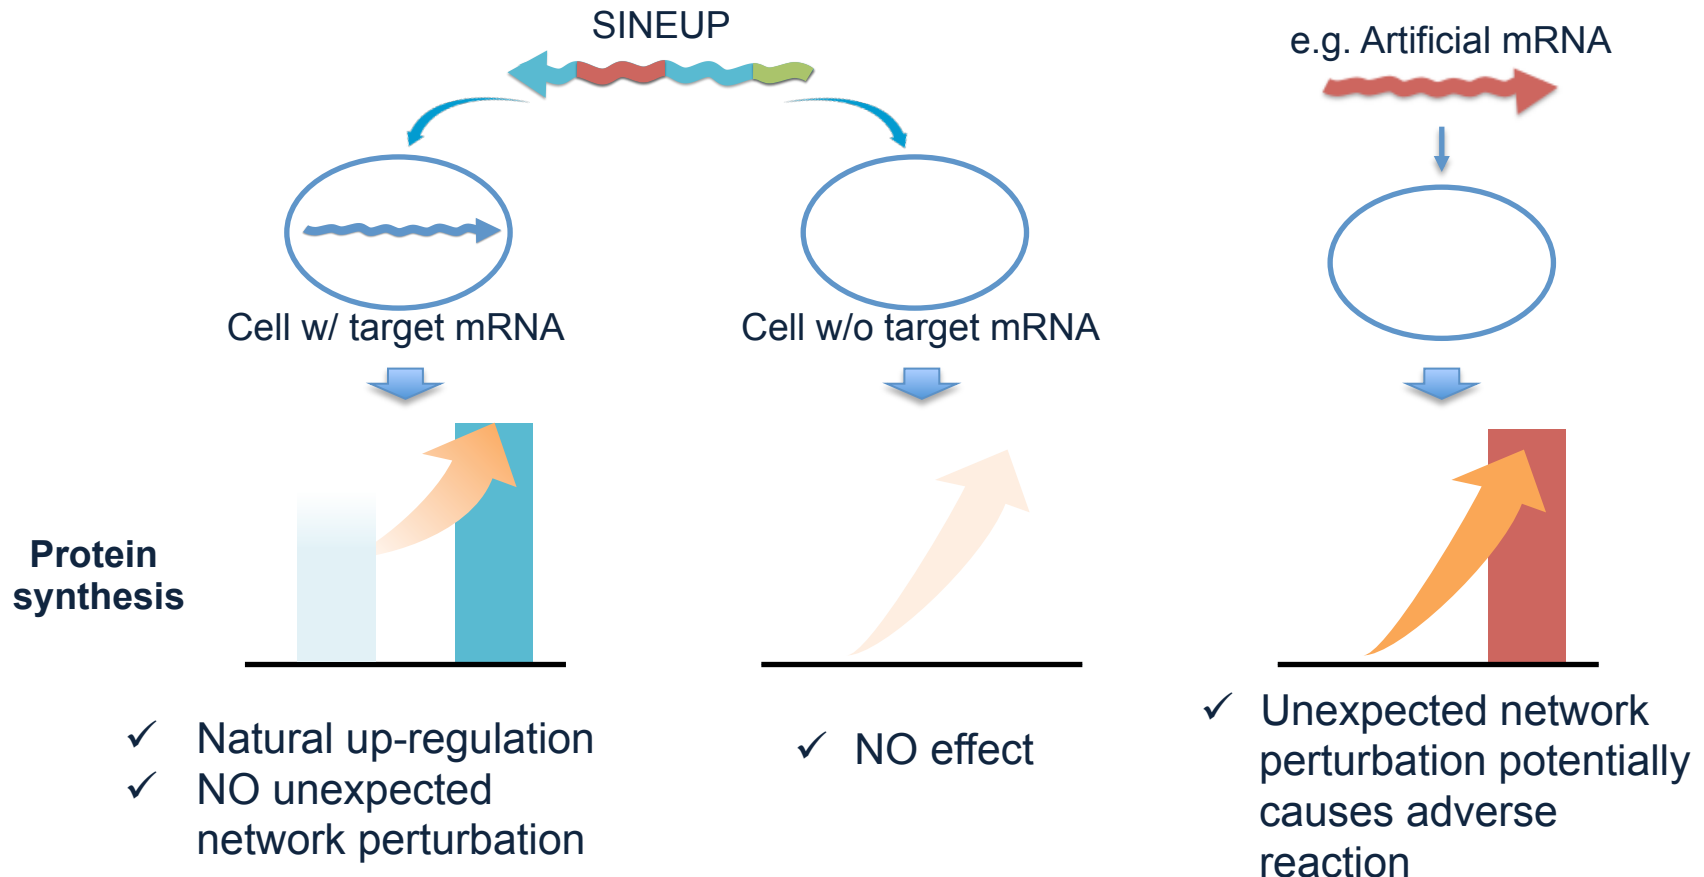 SINEUP
e.g. Artificial mRNA
Cell w/ target mRNA
Cell w/o target mRNA
Protein
synthesis
✓ Natural up-regulation
✓ NO unexpected
network perturbation
✓ NO effect
✓ Unexpected network
perturbation potentially
causes adverse
reaction